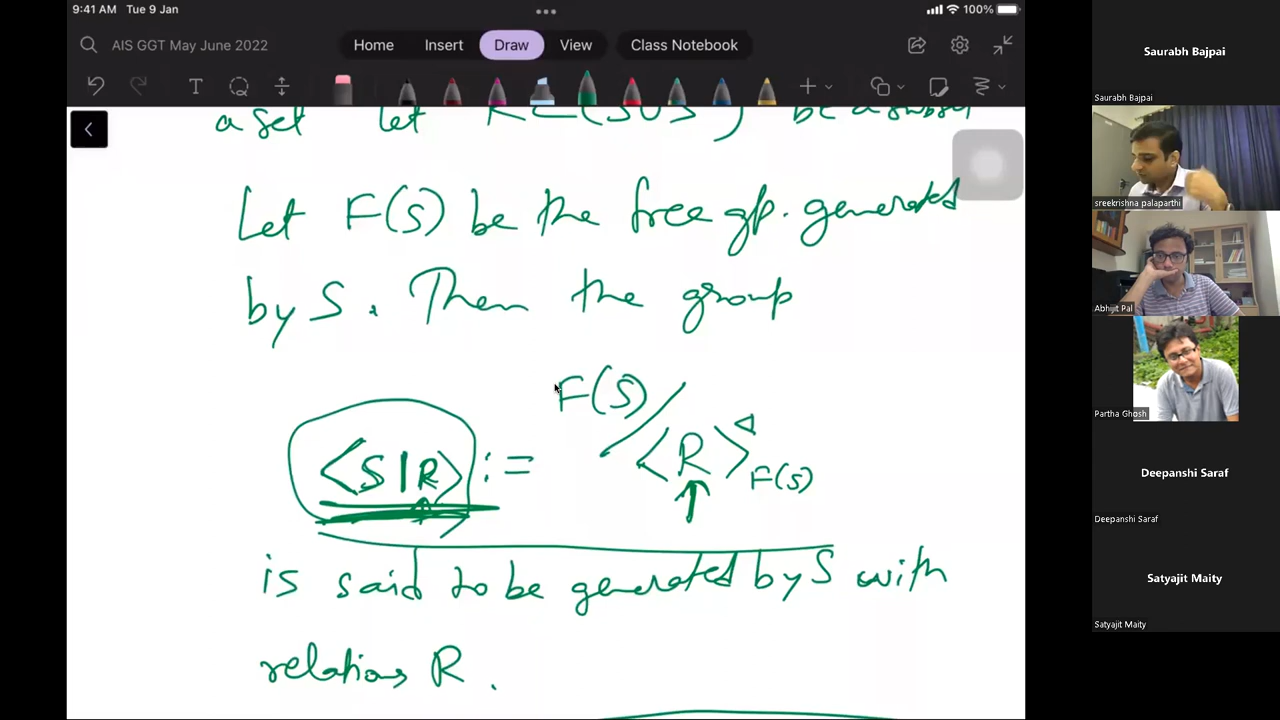 9:41 AM Tue 9 Jan
100%
AIS GGT May June 2022
Home Insert Draw View Class Notebook
a set let R ⊂ (S ∪ S ) be a subset
Let F(S) be the free gp. generated
by S. Then the group
<S|R> := F(S)/<R>◁F(S)
is said to be generated by S with
relations R.
Saurabh Bajpai
Saurabh Bajpai
sreekrishna palaparthi
Abhijit Pal
Partha Ghosh
Deepanshi Saraf
Deepanshi Saraf
Satyajit Maity
Satyajit Maity